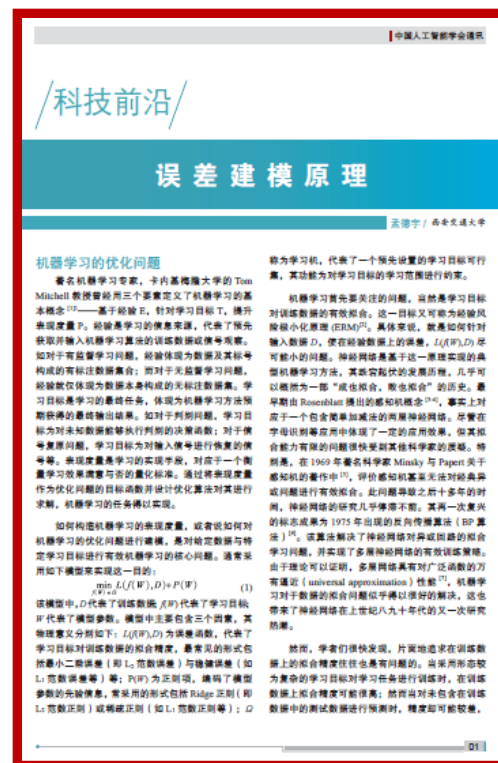 中国人工智能学会通讯
科技前沿
误差建模原理
孟德宇 / 西安交通大学
机器学习的优化问题
著名机器学习专家，卡内基梅隆大学的 Tom
Mitchell 教授曾经用三个要素定义了机器学习的基
本概念 [1]——基于经验 E，针对学习目标 T，提升
表现度量 P。经验是学习的信息来源，代表了预先
获取并输入机器学习算法的训练数据或信号观察。
如对于有监督学习问题，经验体现为数据及其标号
构成的有标注数据集合；而对于无监督学习问题，
经验就仅体现为数据本身构成的无标注数据集。学
习目标是学习的最终任务，体现为机器学习方法预
期获得的最终输出结果。如对于判别问题，学习目
标为对未知数据能够执行判别的决策函数；对于信
号复原问题，学习目标为对输入信号进行恢复的信
号等。表现度量是学习的实现手段，对应于一个衡
量学习效果满意与否的量化标准。通过将表现度量
作为优化问题的目标函数并设计优化算法对其进行
求解，机器学习的任务得以实现。
如何构造机器学习的表现度量，或者说如何对
机器学习的优化问题进行建模，是对给定数据与特
定学习目标进行有效机器学习的核心问题。通常采
用如下模型来实现这一目的：
min L(f(W),D)+P(W) (1)
f(W)∈Ω
该模型中，D代表了训练数据；f(W)代表了学习目标；
W代表了模型参数。模型中主要包含三个因素，其
物理意义分别如下：L(f(W),D) 为误差函数，代表了
学习目标对训练数据的拟合精度，最常见的形式包
括最小二乘误差（即 L₂ 范数误差）与稳健误差（如
L₁ 范数误差等）等；P(W) 为正则项，编码了模型
参数的先验信息，常采用的形式包括 Ridge 正则（即
L₂ 范数正则）或稀疏正则（如 L₁ 范数正则等）；Ω
称为学习机，代表了一个预先设置的学习目标可行
集，其功能为对学习目标的学习范围进行约束。
机器学习首先要关注的问题，当然是学习目标
对训练数据的有效拟合。这一目标又可称为经验风
险极小化原理 (ERM)[2]。具体来说，就是如何针对
输入数据 D，使在经验数据上的误差，L(f(W),D) 尽
可能小的问题。神经网络是基于这一原理实现的典
型机器学习方法，其跌宕起伏的发展历程，几乎可
以概括为一部“成也拟合，败也拟合”的历史。最
早期由 Rosenblatt 提出的感知机概念 [3-4]，事实上对
应于一个包含简单加减法的两层神经网络。尽管在
字母识别等应用中体现了一定的应用效果，但其拟
合能力有限的问题很快受到其他科学家的质疑。特
别是，在 1969 年著名科学家 Minsky 与 Papert 关于
感知机的著作中 [5]，评价感知机甚至无法对经典异
或问题进行有效拟合。此问题导致之后十多年的时
间，神经网络的研究几乎停滞不前。其再一次复兴
的标志成果为 1975 年出现的反向传播算法（BP 算
法）[6]。该算法解决了神经网络对异或回路的拟合
学习问题，并实现了多层神经网络的有效训练策略。
由于理论可以证明，多层网络具有对广泛函数的万
有逼近（universal approximation）性能 [7]，机器学
习对于数据的拟合问题似乎得以很好的解决，这也
带来了神经网络在上世纪八九十年代的又一次研究
热潮。
然而，学者们很快发现，片面地追求在训练数
据上的拟合精度往往也是有问题的。当采用形态较
为复杂的学习目标对学习任务进行训练时，在训练
数据上拟合精度可能很高；然而当对未包含在训练
数据中的测试数据进行预测时，精度却可能较差，
01